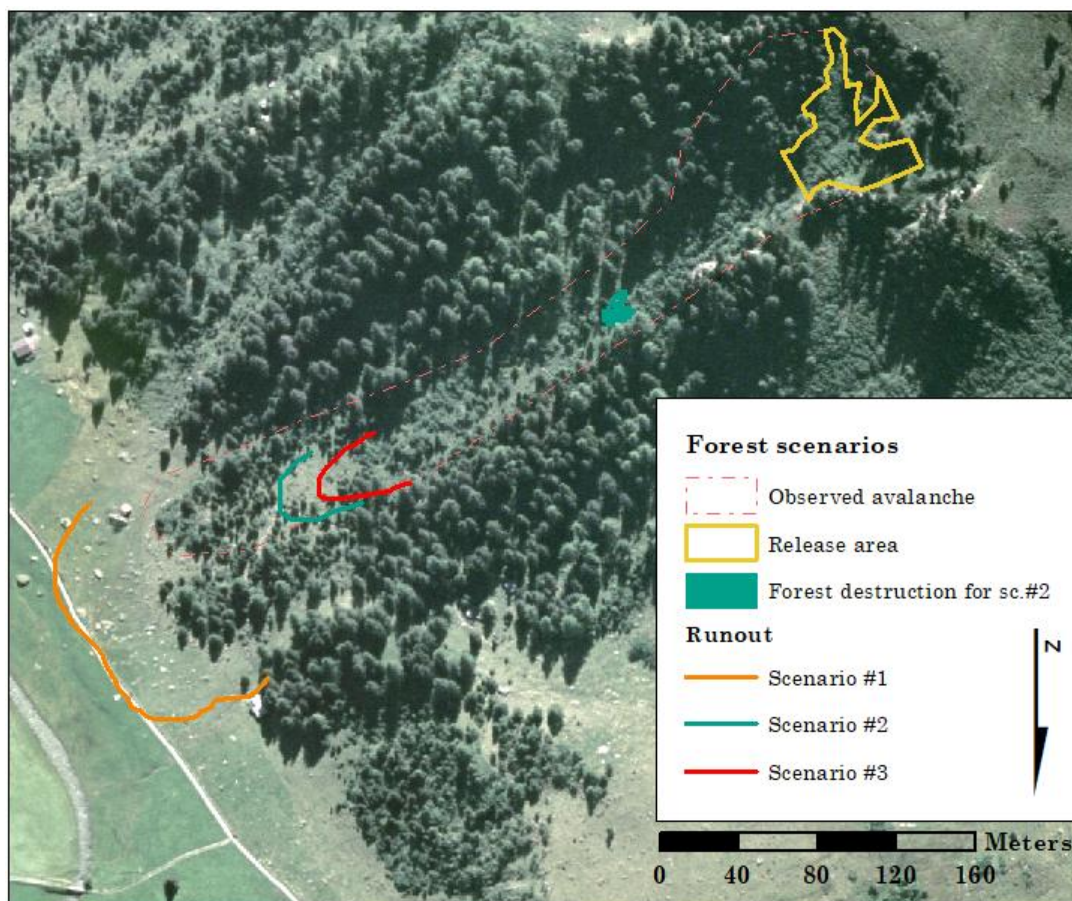 Forest scenarios
Observed avalanche
Release area
Forest destruction for sc.#2
Runout
Scenario #1
Scenario #2
Scenario #3
N
Meters
0 40 80 120 160